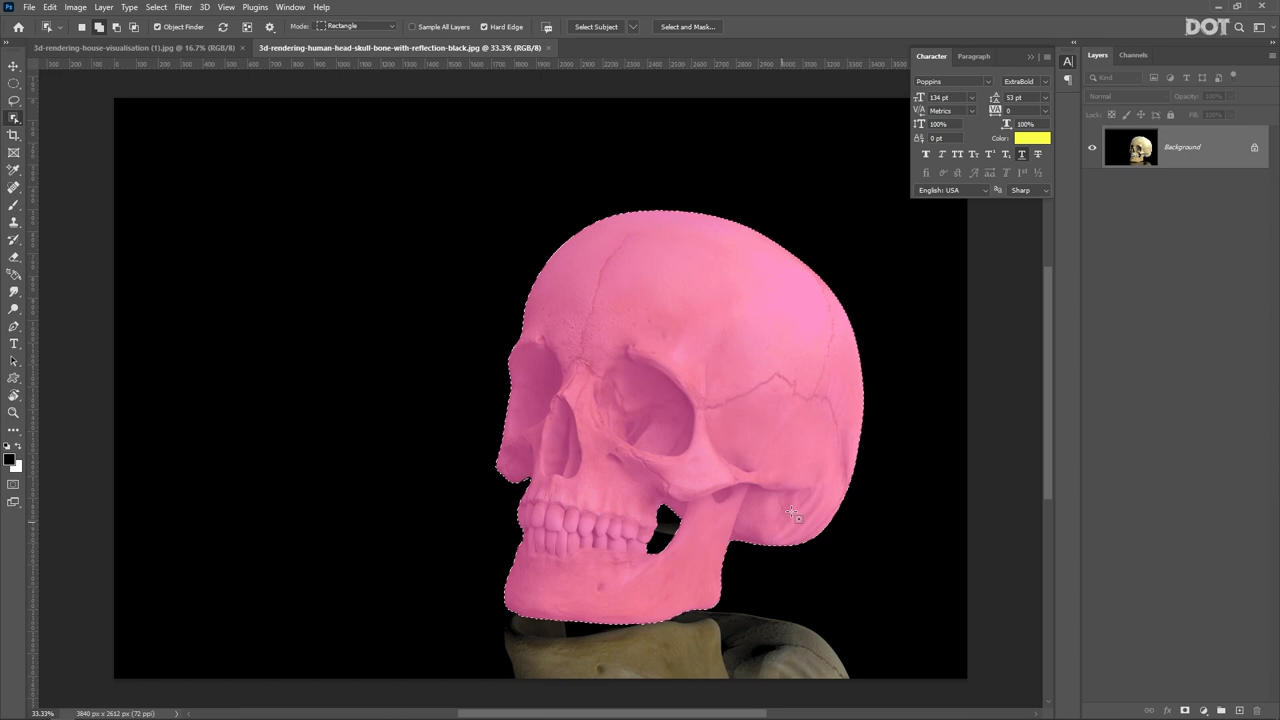 Ps File Edit Image Layer Type Select Filter 3D View Plugins Window Help
Object Finder Mode: Rectangle Sample All Layers Hard Edge Select Subject Select and Mask... DOT
3d-rendering-house-visualisation (1).jpg @ 16.7% (RGB/8) × 3d-rendering-human-head-skull-bone-with-reflection-black.jpg @ 33.3% (RGB/8) ×
Character Paragraph
Poppins ExtraBold
134 pt 53 pt
Metrics 0
100% 100%
0 pt Color:
English: USA Sharp
Layers Channels
Kind
Normal Opacity: 100%
Lock: Fill: 100%
Background
33.33% 3840 px x 2612 px (72 ppi)